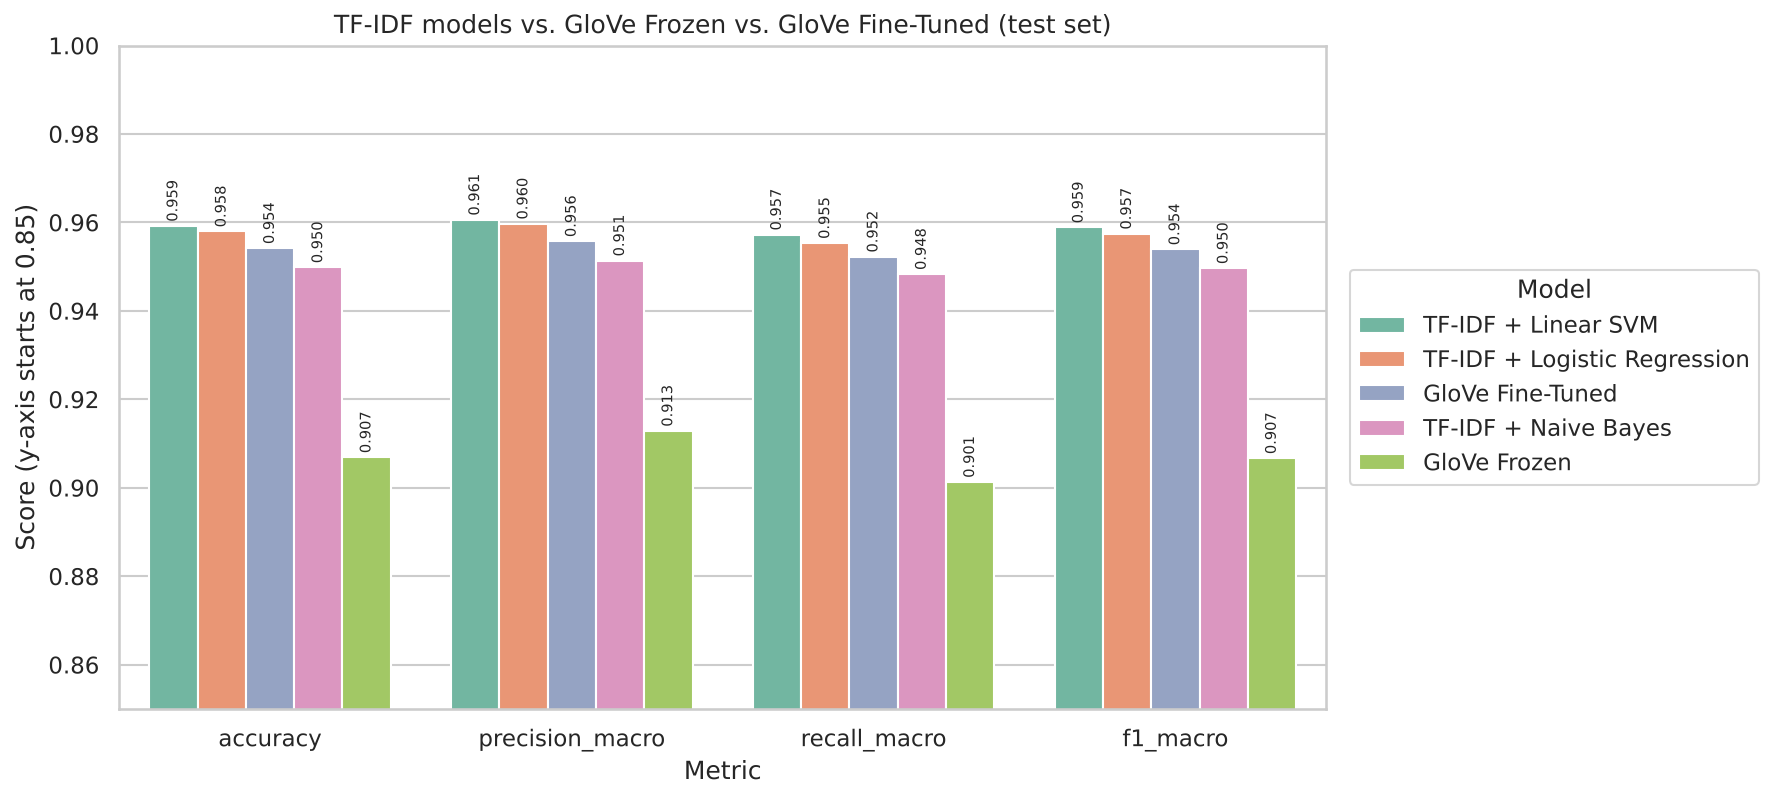 TF-IDF models vs. GloVe Frozen vs. GloVe Fine-Tuned (test set)
Score (y-axis starts at 0.85)
1.00
0.98
0.96
0.94
0.92
0.90
0.88
0.86
0.959
0.958
0.954
0.950
0.907
0.961
0.960
0.956
0.951
0.913
0.957
0.955
0.952
0.948
0.901
0.959
0.957
0.954
0.950
0.907
accuracy
precision_macro
recall_macro
f1_macro
Metric
Model
TF-IDF + Linear SVM
TF-IDF + Logistic Regression
GloVe Fine-Tuned
TF-IDF + Naive Bayes
GloVe Frozen